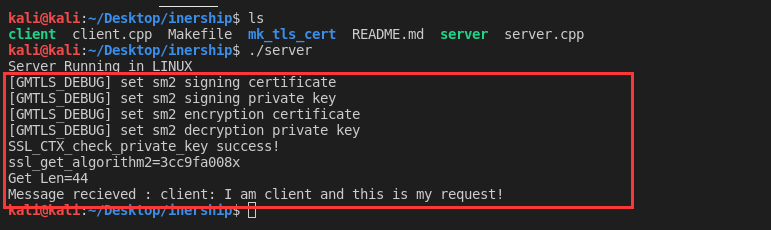 kali@kali:~/Desktop/inership$ ls
client client.cpp Makefile mk_tls_cert README.md server server.cpp
kali@kali:~/Desktop/inership$ ./server
Server Running in LINUX
[GMTLS_DEBUG] set sm2 signing certificate
[GMTLS_DEBUG] set sm2 signing private key
[GMTLS_DEBUG] set sm2 encryption certificate
[GMTLS_DEBUG] set sm2 decryption private key
SSL_CTX_check_private_key success!
ssl_get_algorithm2=3cc9fa008x
Get Len=44
Message recieved : client: I am client and this is my request!
kali@kali:~/Desktop/inership$